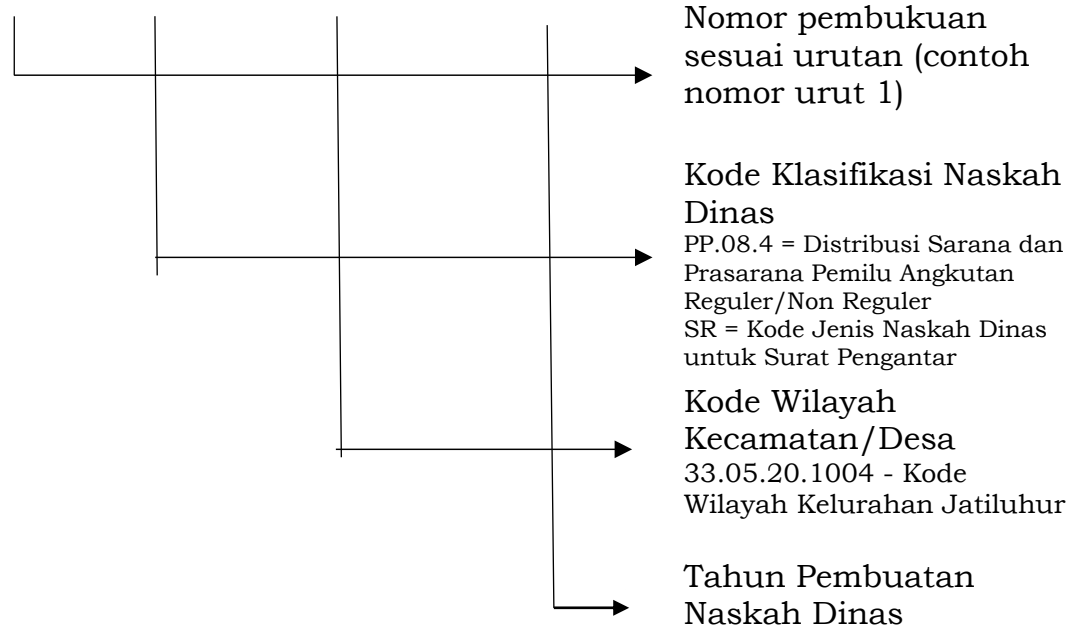 Nomor pembukuan
sesuai urutan (contoh
nomor urut 1)
Kode Klasifikasi Naskah
Dinas
PP.08.4 = Distribusi Sarana dan
Prasarana Pemilu Angkutan
Reguler/Non Reguler
SR = Kode Jenis Naskah Dinas
untuk Surat Pengantar
Kode Wilayah
Kecamatan/Desa
33.05.20.1004 - Kode
Wilayah Kelurahan Jatiluhur
Tahun Pembuatan
Naskah Dinas